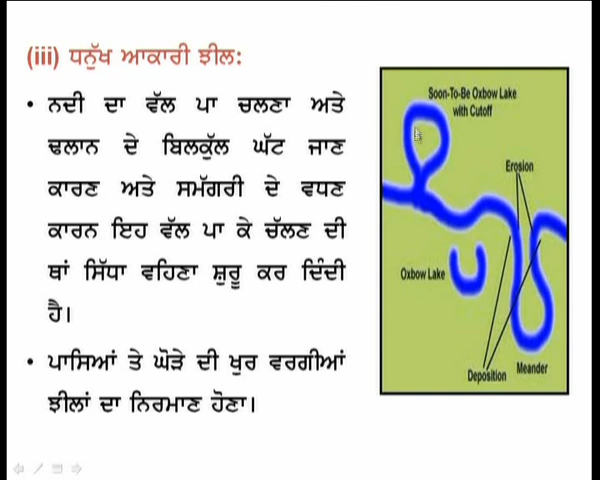 (iii) ਧਨੁੱਖ ਆਕਾਰੀ ਝੀਲ:
• ਨਦੀ ਦਾ ਵੱਲ ਪਾ ਚਲਣਾ ਅਤੇ
ਢਲਾਨ ਦੇ ਬਿਲਕੁੱਲ ਘੱਟ ਜਾਣ
ਕਾਰਣ ਅਤੇ ਸਮੱਗਰੀ ਦੇ ਵਧਣ
ਕਾਰਨ ਇਹ ਵੱਲ ਪਾ ਕੇ ਚੱਲਣ ਦੀ
ਥਾਂ ਸਿੱਧਾ ਵਹਿਣਾ ਸ਼ੁਰੂ ਕਰ ਦਿੰਦੀ
ਹੈ।
• ਪਾਸਿਆਂ ਤੇ ਘੋੜੇ ਦੀ ਖੁਰ ਵਰਗੀਆਂ
ਝੀਲਾਂ ਦਾ ਨਿਰਮਾਣ ਹੋਣਾ।
Soon-To-Be Oxbow Lake
with Cutoff
Erosion
Oxbow Lake
Deposition
Meander